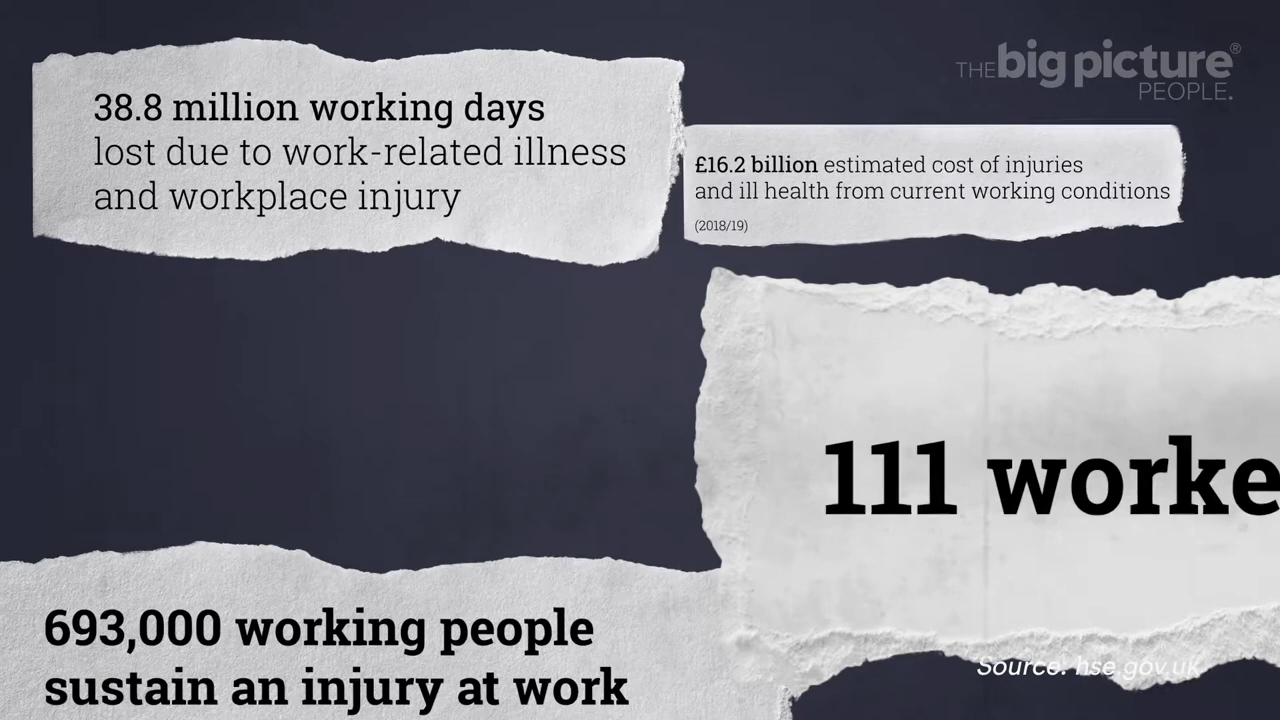 THE big picture®
PEOPLE.
38.8 million working days
lost due to work-related illness
and workplace injury
£16.2 billion estimated cost of injuries
and ill health from current working conditions
(2018/19)
111 worke
693,000 working people
sustain an injury at work
Source: hse.gov.uk